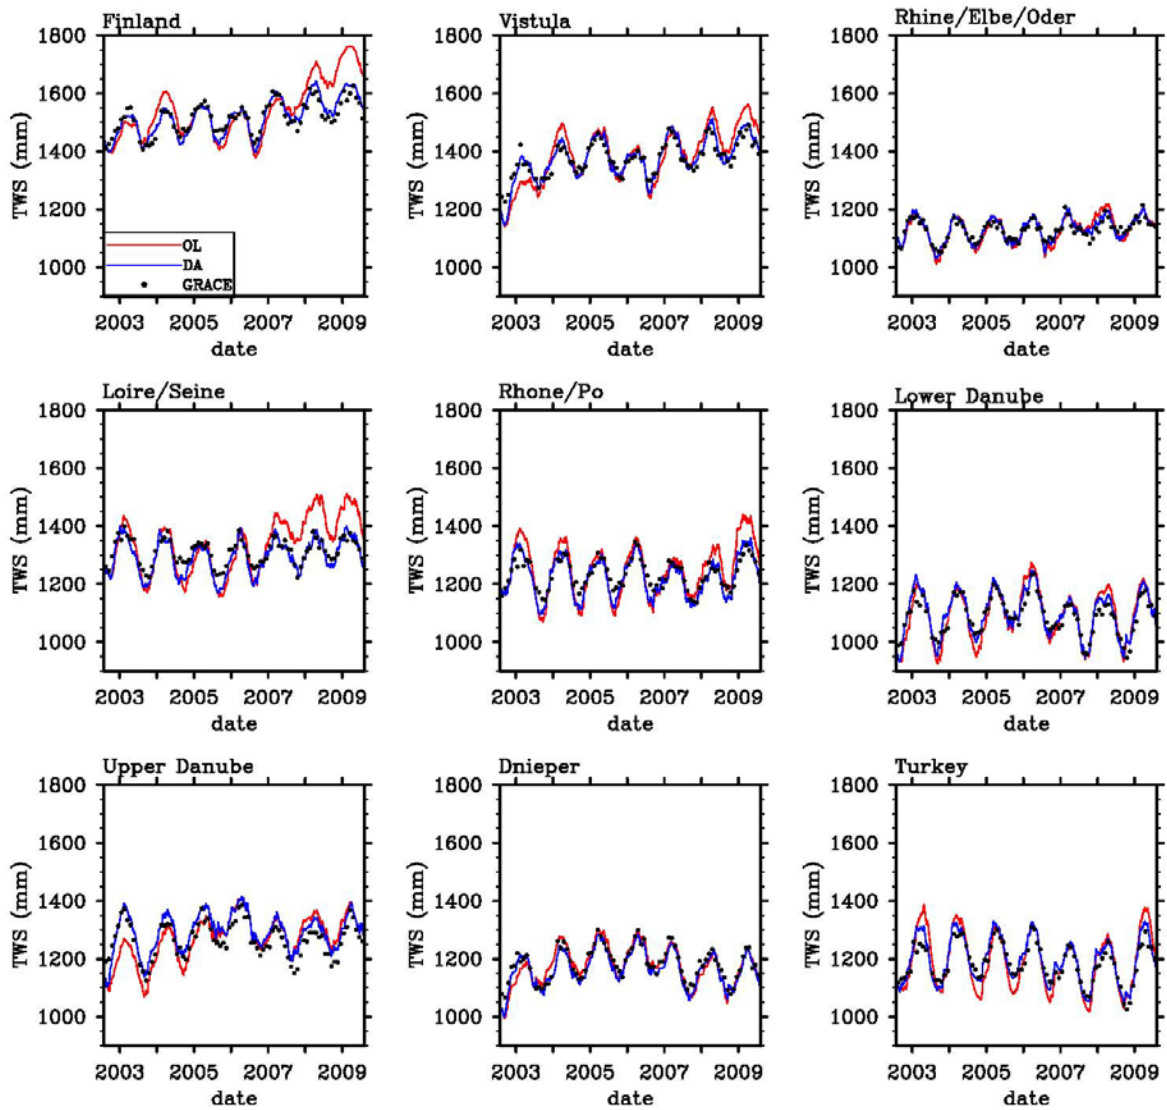 Finland
Vistula
Rhine/Elbe/Oder
1800
1600
1400
1200
1000
TWS (mm)
OL
DA
GRACE
2003 2005 2007 2009
date
1800
1600
1400
1200
1000
TWS (mm)
2003 2005 2007 2009
date
1800
1600
1400
1200
1000
TWS (mm)
2003 2005 2007 2009
date
Loire/Seine
Rhone/Po
Lower Danube
1800
1600
1400
1200
1000
TWS (mm)
2003 2005 2007 2009
date
1800
1600
1400
1200
1000
TWS (mm)
2003 2005 2007 2009
date
1800
1600
1400
1200
1000
TWS (mm)
2003 2005 2007 2009
date
Upper Danube
Dnieper
Turkey
1800
1600
1400
1200
1000
TWS (mm)
2003 2005 2007 2009
date
1800
1600
1400
1200
1000
TWS (mm)
2003 2005 2007 2009
date
1800
1600
1400
1200
1000
TWS (mm)
2003 2005 2007 2009
date